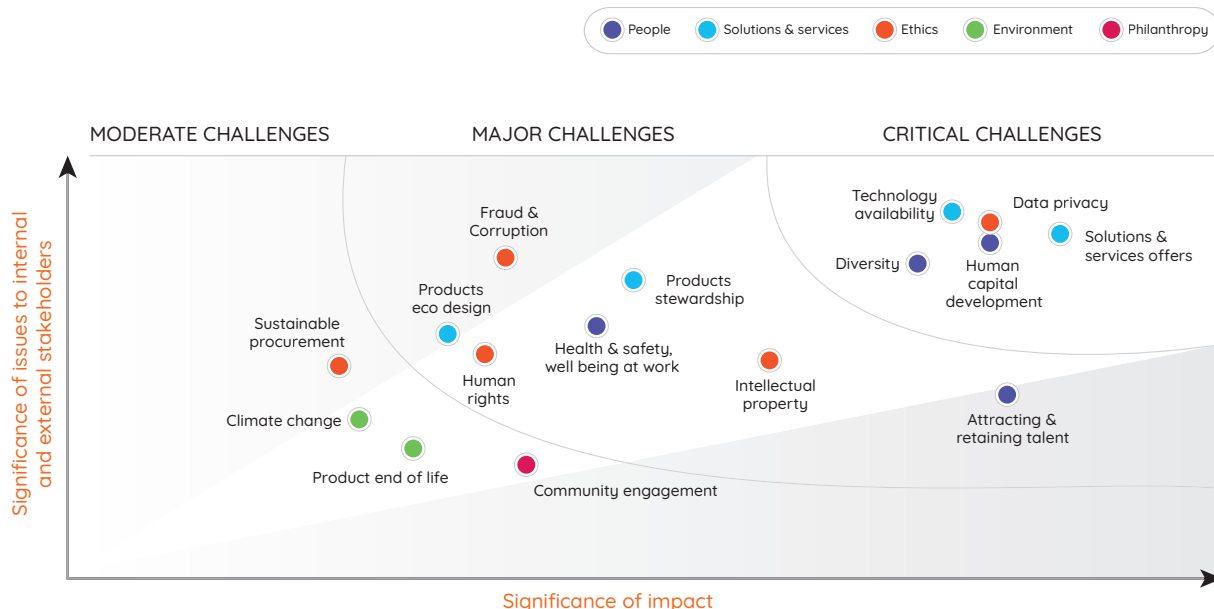 People
Solutions & services
Ethics
Environment
Philanthropy
MODERATE CHALLENGES
MAJOR CHALLENGES
CRITICAL CHALLENGES
Significance of issues to internal
and external stakeholders
Technology
availability
Data privacy
Solutions &
services offers
Diversity
Human
capital
development
Fraud &
Corruption
Products
eco design
Products
stewardship
Sustainable
procurement
Health & safety,
well being at work
Human
rights
Intellectual
property
Climate change
Attracting &
retaining talent
Product end of life
Community engagement
Significance of impact